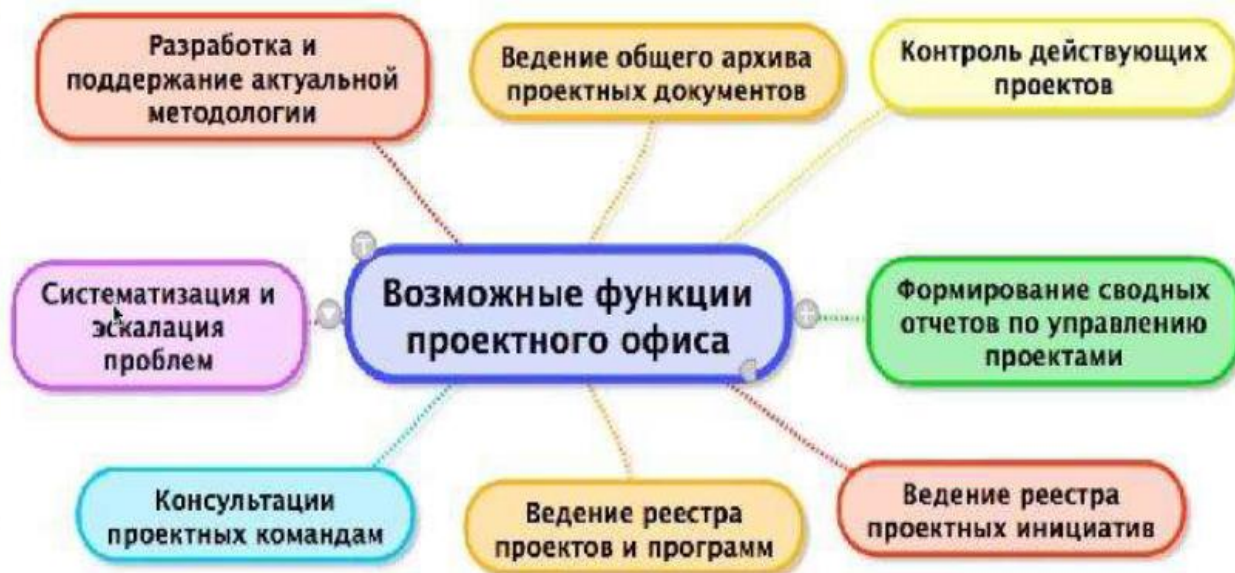 Разработка и
поддержание актуальной
методологии
Ведение общего архива
проектных документов
Контроль действующих
проектов
Систематизация и
эскалация
проблем
Возможные функции
проектного офиса
Формирование сводных
отчетов по управлению
проектами
Консультации
проектных командам
Ведение реестра
проектов и программ
Ведение реестра
проектных инициатив